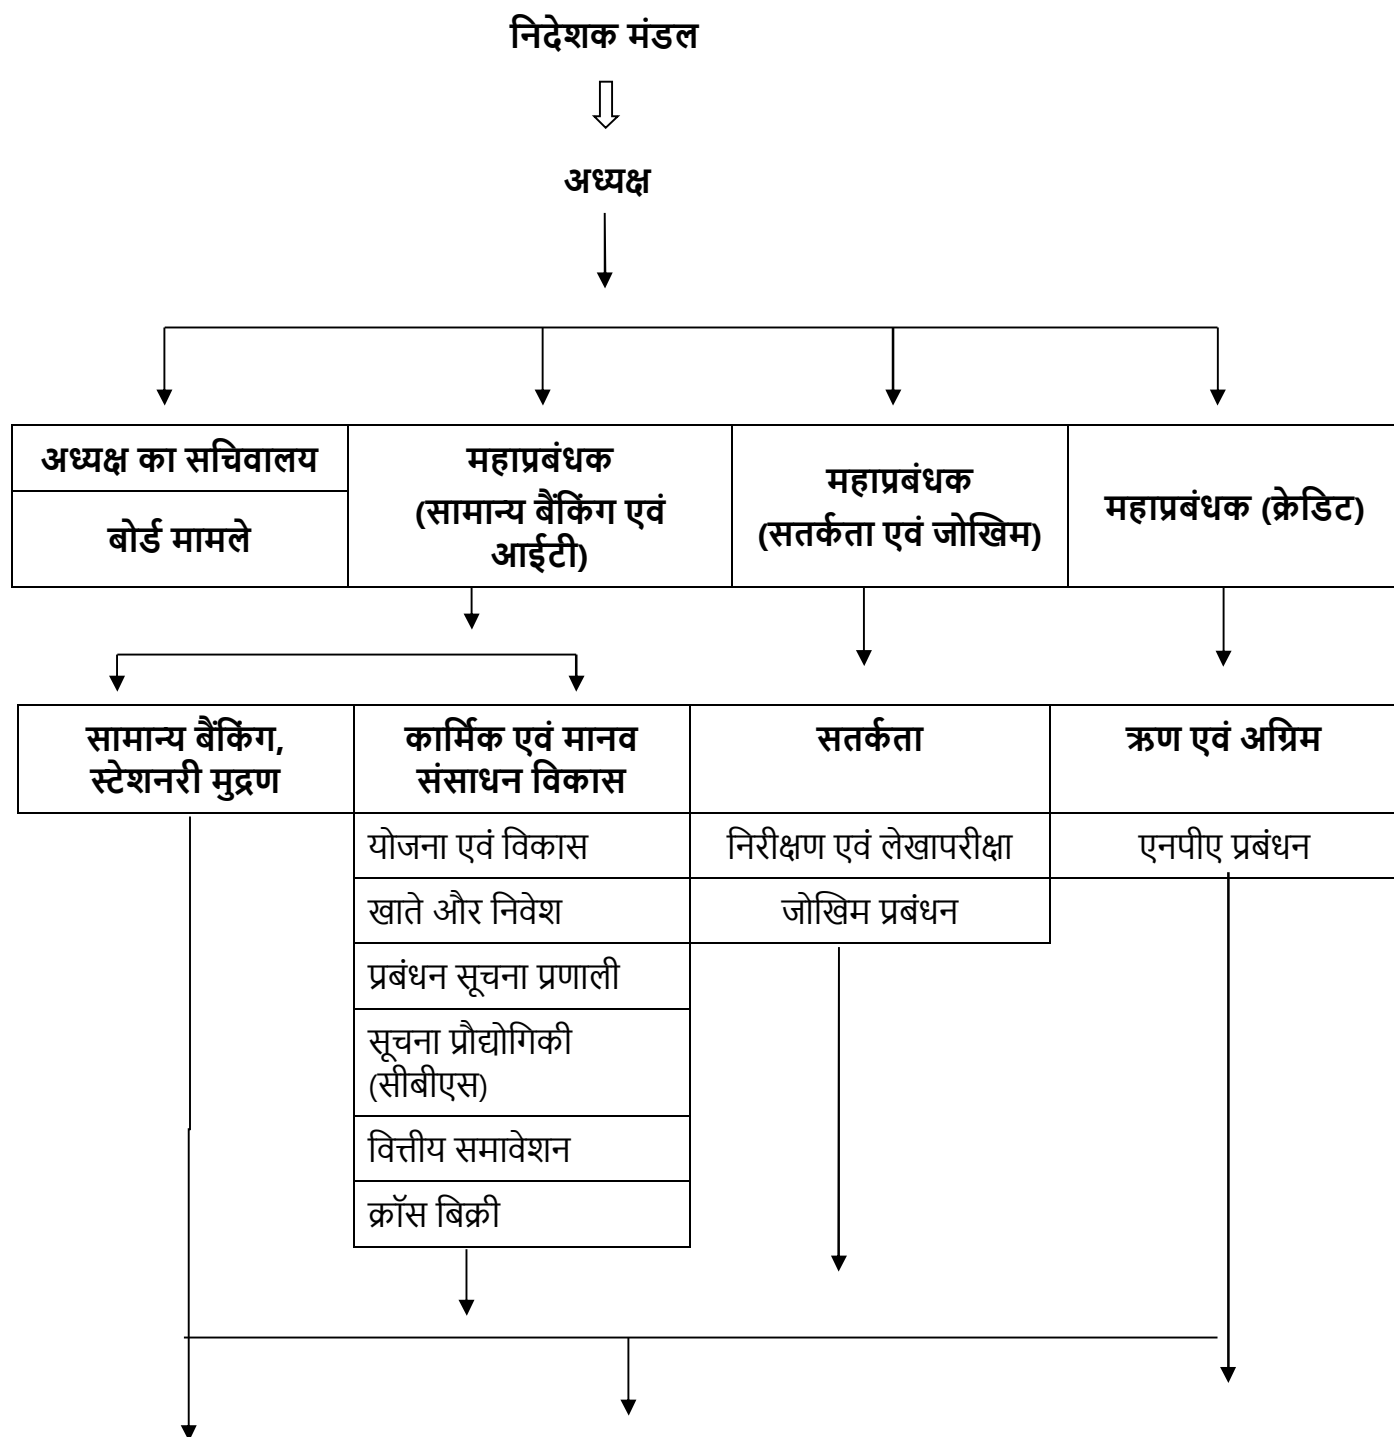 निदेशक मंडल
अध्यक्ष
अध्यक्ष का सचिवालय
बोर्ड मामले
महाप्रबंधक
(सामान्य बैंकिंग एवं
आईटी)
महाप्रबंधक
(सतर्कता एवं जोखिम)
महाप्रबंधक (क्रेडिट)
सामान्य बैंकिंग,
स्टेशनरी मुद्रण
कार्मिक एवं मानव
संसाधन विकास
सतर्कता
ऋण एवं अग्रिम
योजना एवं विकास
निरीक्षण एवं लेखापरीक्षा
एनपीए प्रबंधन
खाते और निवेश
जोखिम प्रबंधन
प्रबंधन सूचना प्रणाली
सूचना प्रौद्योगिकी
(सीबीएस)
वित्तीय समावेशन
क्रॉस बिक्री